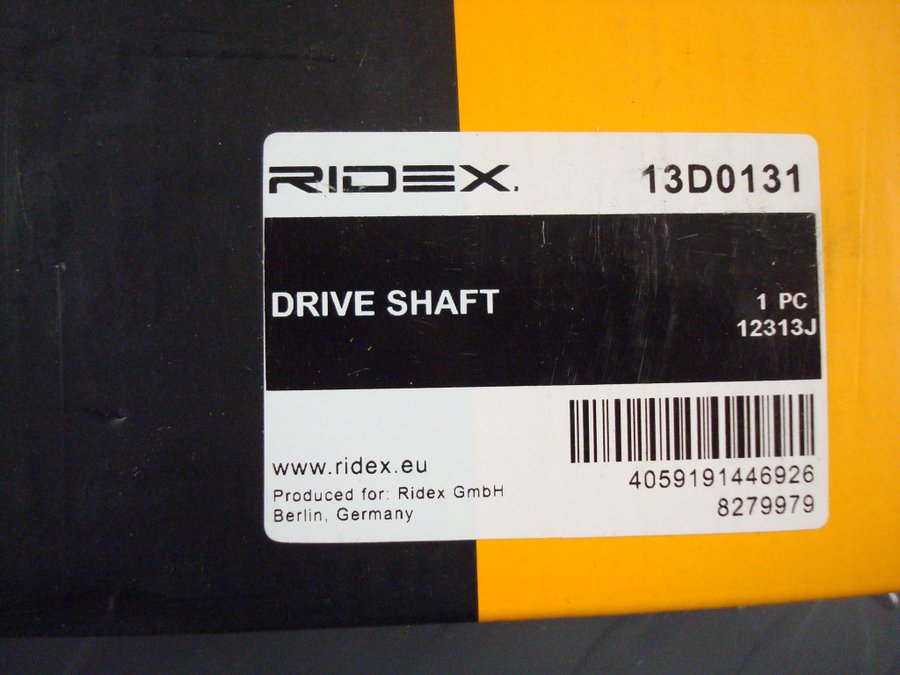 RIDEX.
13D0131
DRIVE SHAFT
1 PC
12313J
www.ridex.eu
Produced for: Ridex GmbH
Berlin, Germany
4059191446926
8279979